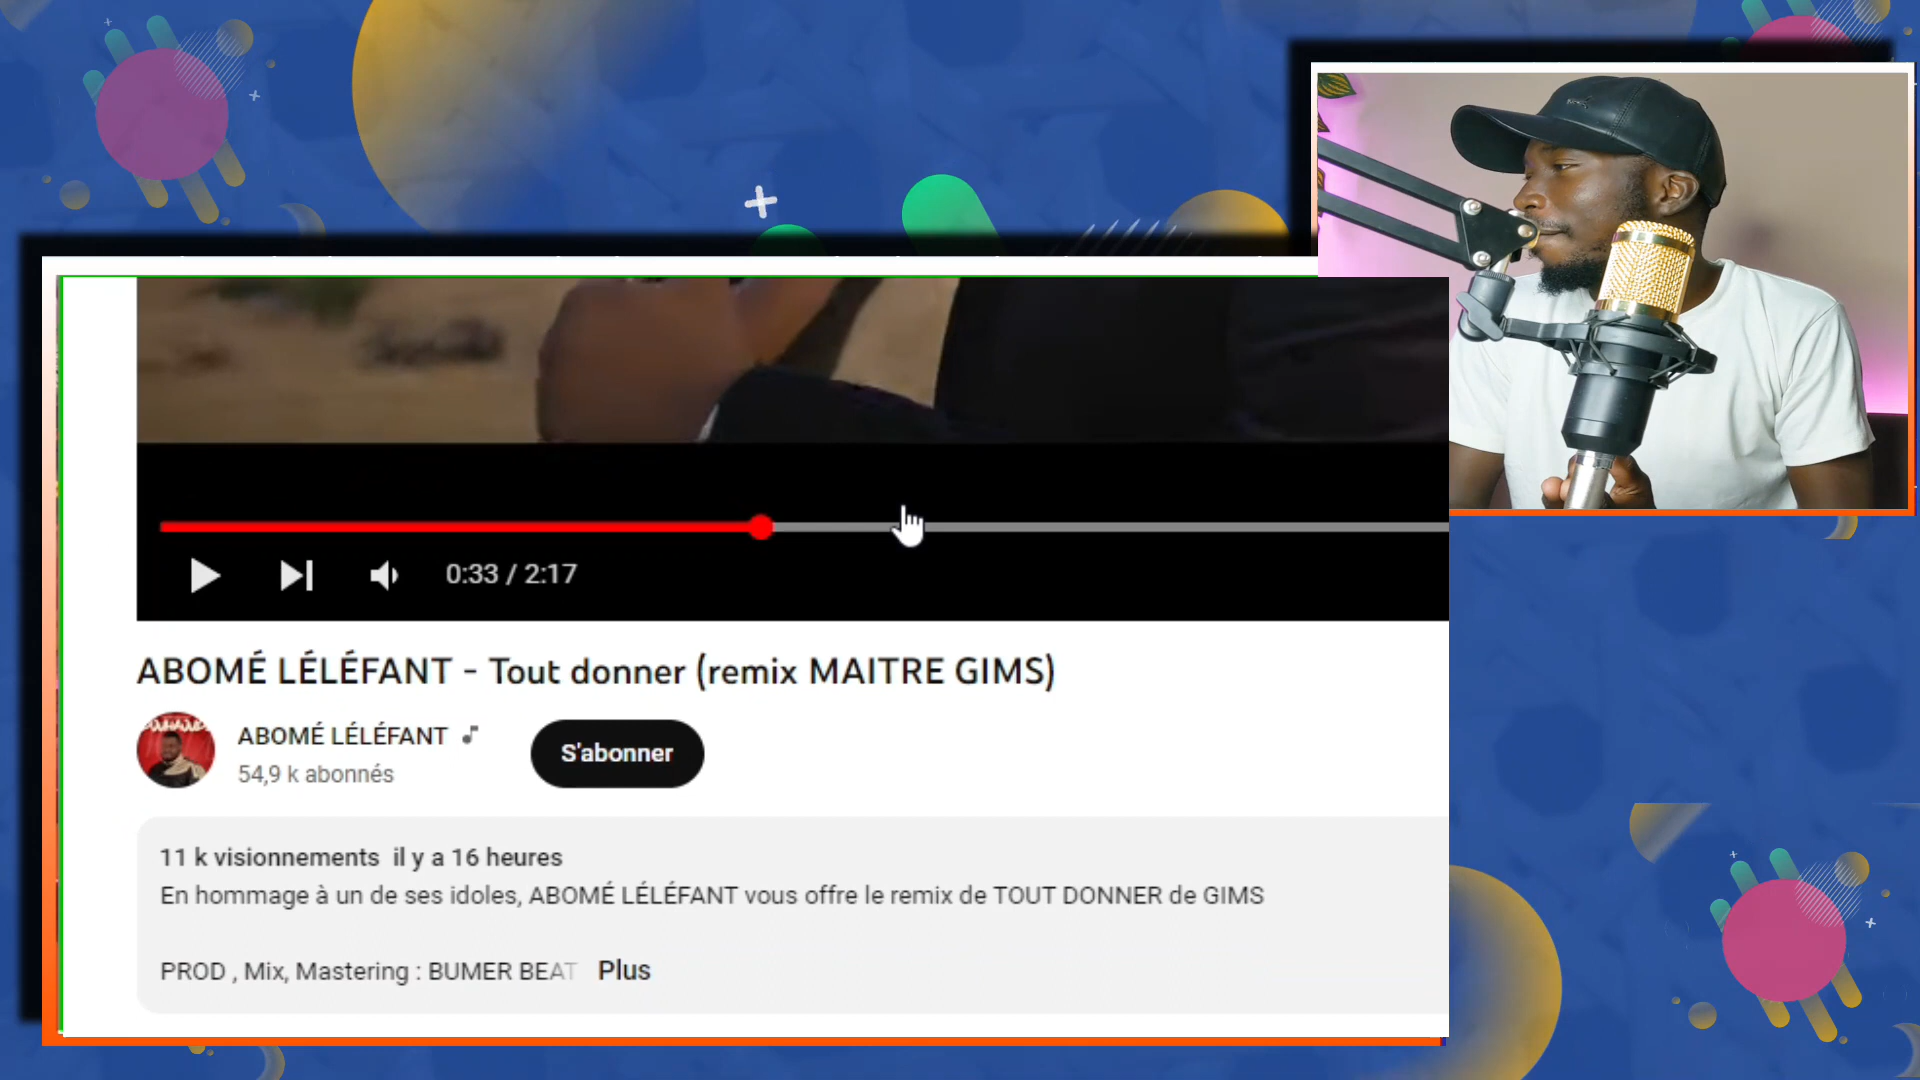 0:33 / 2:17
ABOMÉ LÉLÉFANT - Tout donner (remix MAITRE GIMS)
ABOMÉ LÉLÉFANT
54,9 k abonnés
S'abonner
11 k visionnements il y a 16 heures
En hommage à un de ses idoles, ABOMÉ LÉLÉFANT vous offre le remix de TOUT DONNER de GIMS
PROD , Mix, Mastering : BUMER BEAT Plus